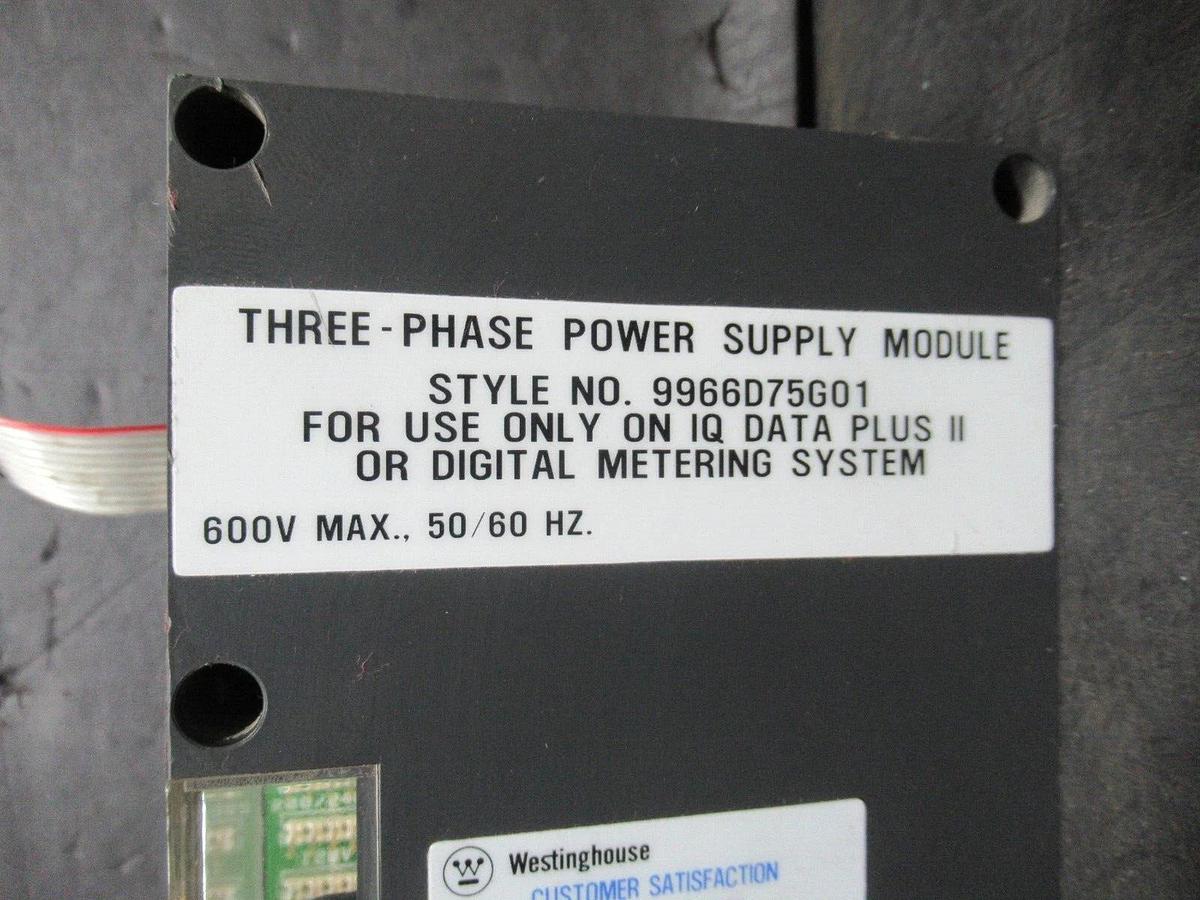 THREE-PHASE POWER SUPPLY MODULE
STYLE NO. 9966D75G01
FOR USE ONLY ON IQ DATA PLUS II
OR DIGITAL METERING SYSTEM
600V MAX., 50/60 HZ.
Westinghouse
CUSTOMER SATISFACTION